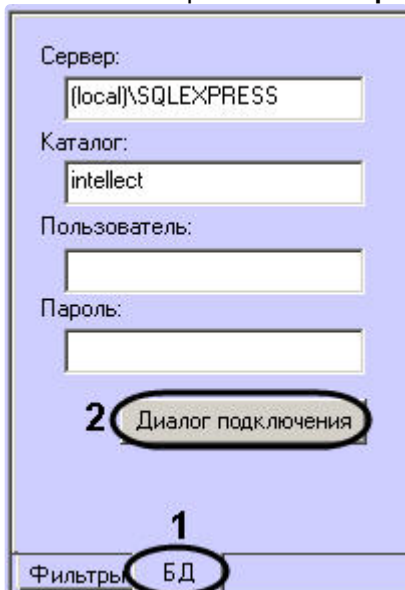 Сервер:
(local)\SQLEXPRESS
Каталог:
intellect
Пользователь:
Пароль:
2 Диалог подключения
1
Фильтры БД